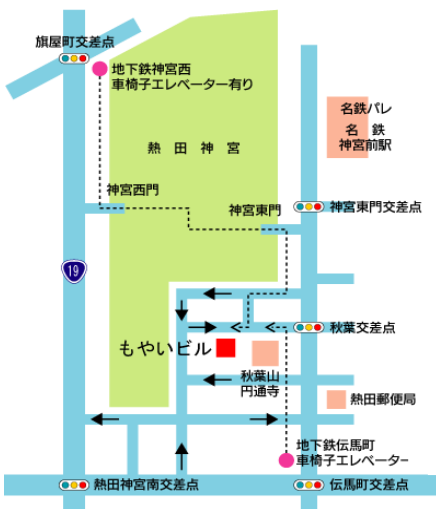 旗屋町交差点
地下鉄神宮西
車椅子エレベーター有り
名鉄パレ
名 鉄
神宮前駅
熱 田 神 宮
神宮西門
神宮東門
神宮東門交差点
19
秋葉交差点
もやいビル
秋葉山
円通寺
熱田郵便局
地下鉄伝馬町
車椅子エレベーター
熱田神宮南交差点
伝馬町交差点